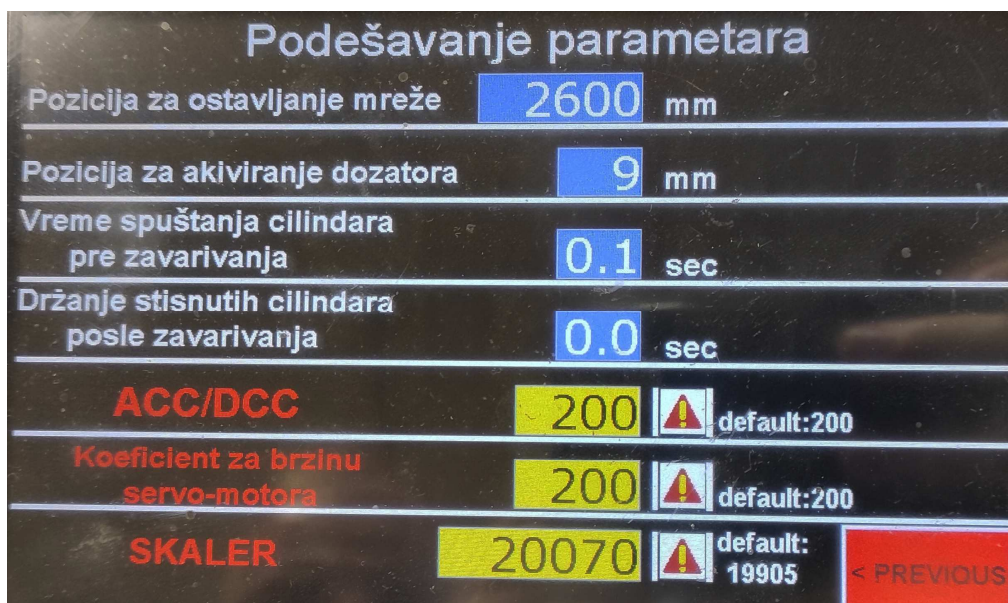 Podešavanje parametara
Pozicija za ostavljanje mreže 2600 mm
Pozicija za akiviranje dozatora 9 mm
Vreme spuštanja cilindara
pre zavarivanja 0.1 sec
Držanje stisnutih cilindara
posle zavarivanja 0.0 sec
ACC/DCC 200 default:200
Koeficient za brzinu
servo-motora 200 default:200
SKALER 20070 default:
19905
< PREVIOUS